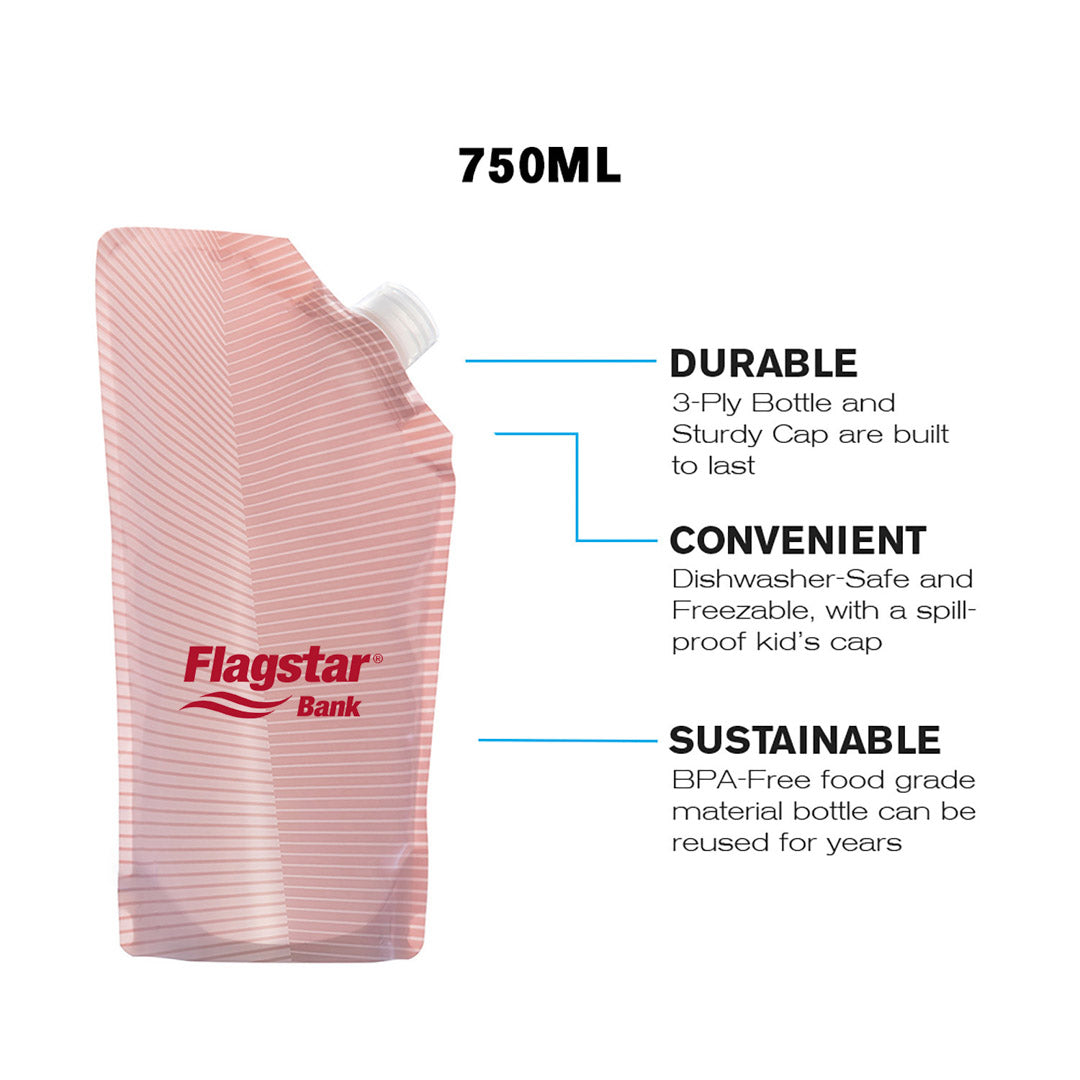 750ML
Flagstar®
Bank
DURABLE
3-Ply Bottle and
Sturdy Cap are built
to last
CONVENIENT
Dishwasher-Safe and
Freezable, with a spill-
proof kid's cap
SUSTAINABLE
BPA-Free food grade
material bottle can be
reused for years